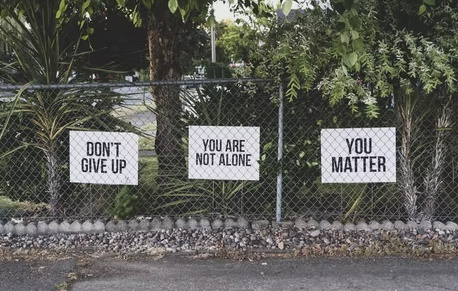 DON'T
GIVE UP
YOU ARE
NOT ALONE
YOU
MATTER